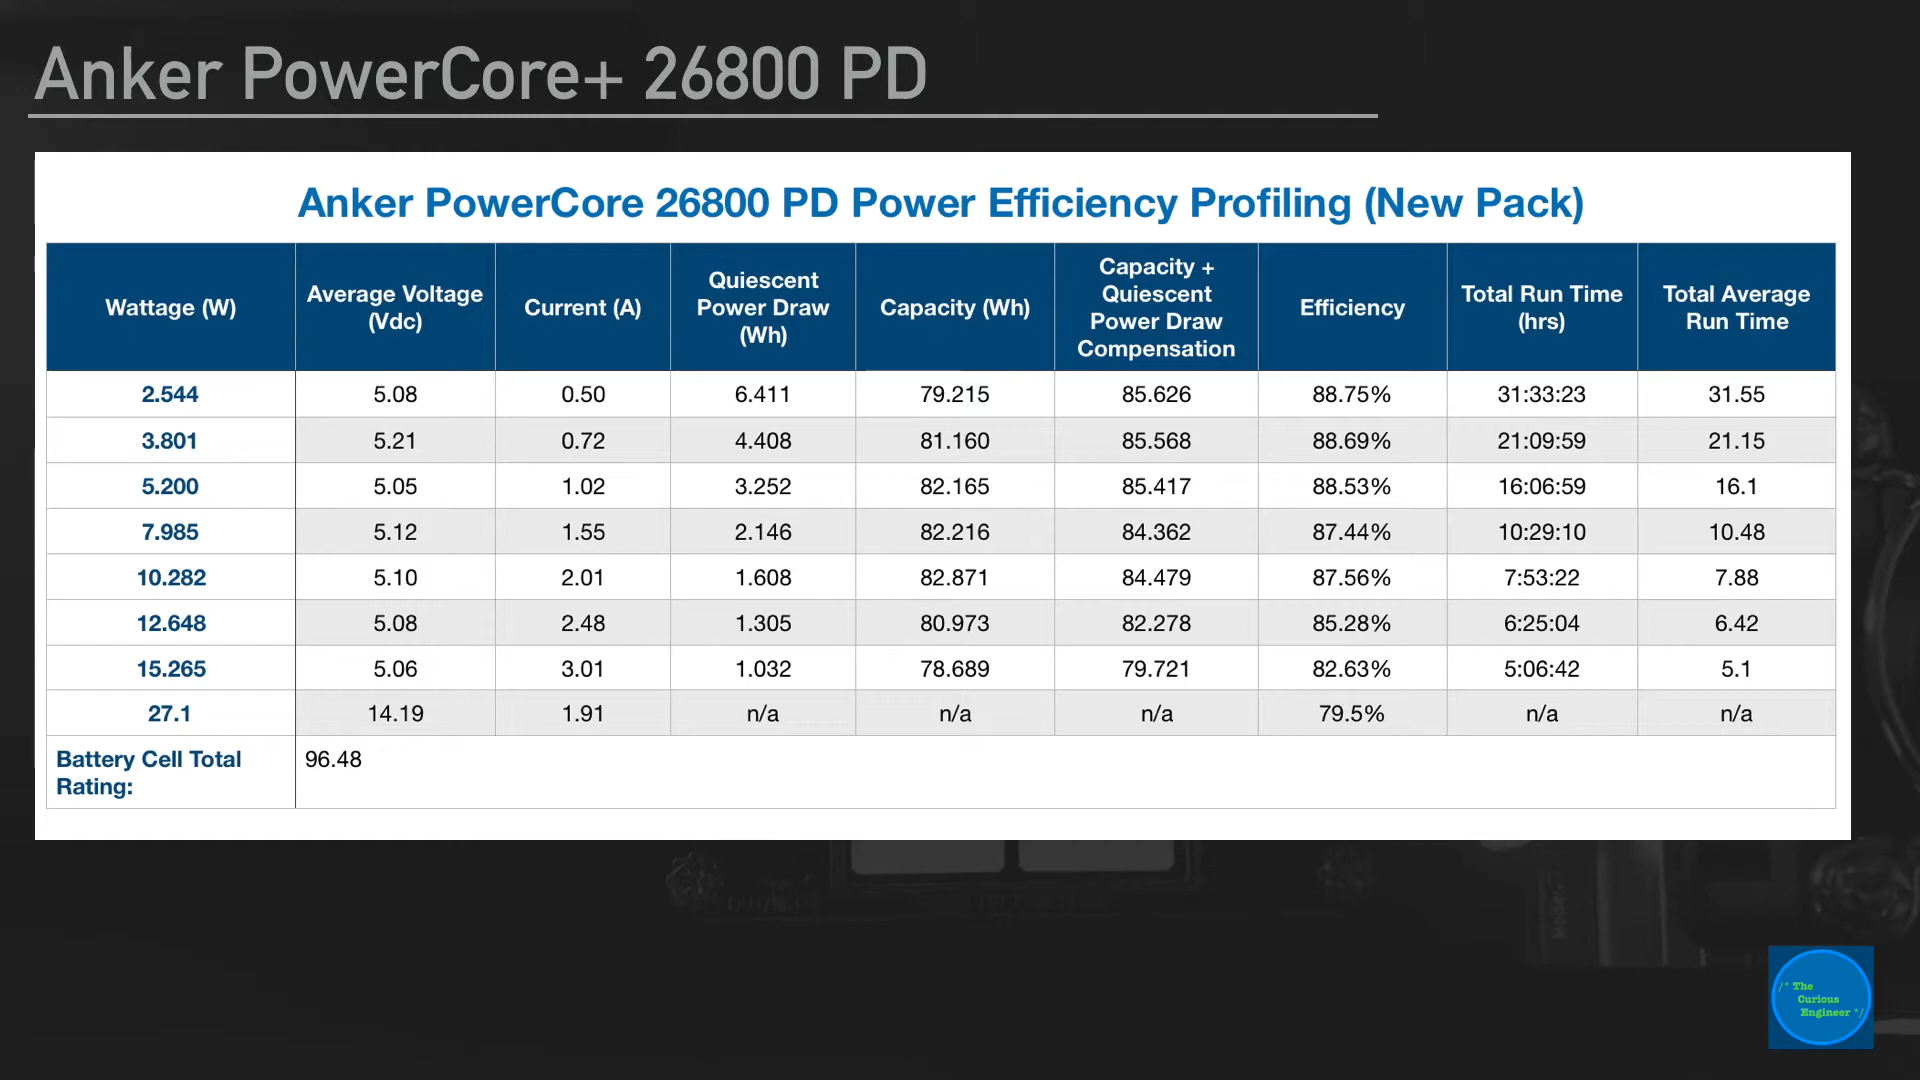 Anker PowerCore+ 26800 PD
Anker PowerCore 26800 PD Power Efficiency Profiling (New Pack)
Wattage (W) Average Voltage (Vdc) Current (A) Quiescent Power Draw (Wh) Capacity (Wh) Capacity + Quiescent Power Draw Compensation Efficiency Total Run Time (hrs) Total Average Run Time
2.544 5.08 0.50 6.411 79.215 85.626 88.75% 31:33:23 31.55
3.801 5.21 0.72 4.408 81.160 85.568 88.69% 21:09:59 21.15
5.200 5.05 1.02 3.252 82.165 85.417 88.53% 16:06:59 16.1
7.985 5.12 1.55 2.146 82.216 84.362 87.44% 10:29:10 10.48
10.282 5.10 2.01 1.608 82.871 84.479 87.56% 7:53:22 7.88
12.648 5.08 2.48 1.305 80.973 82.278 85.28% 6:25:04 6.42
15.265 5.06 3.01 1.032 78.689 79.721 82.63% 5:06:42 5.1
27.1 14.19 1.91 n/a n/a n/a 79.5% n/a n/a
Battery Cell Total Rating: 96.48
/* The
Curious
Engineer */